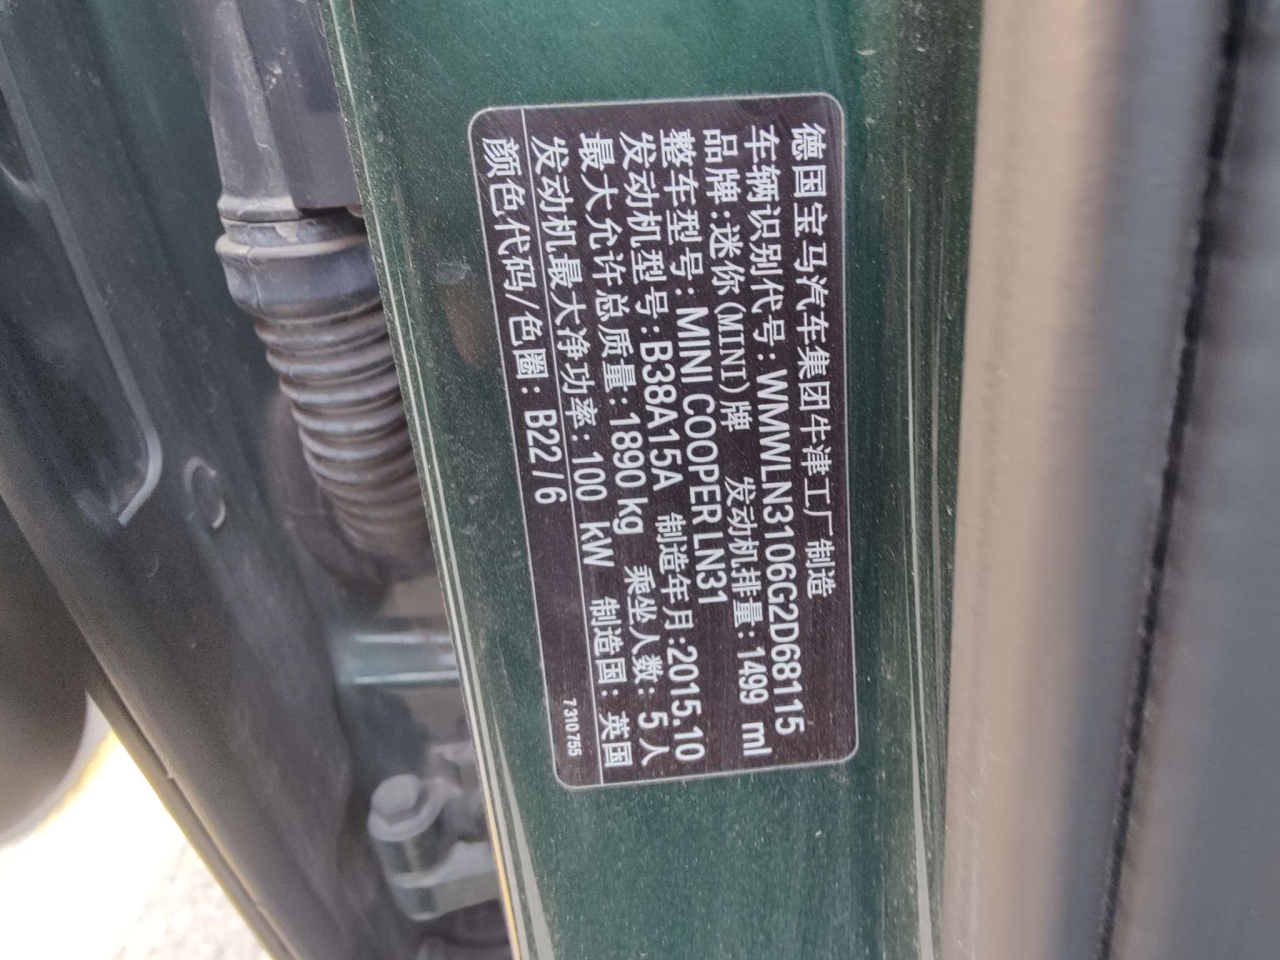 德国宝马汽车集团牛津工厂制造
车辆识别代号: WMWLN3106G2D68115
品牌:迷你(MINI)牌 发动机排量: 1499 ml
整车型号: MINI COOPER LN31
发动机型号: B38A15A 制造年月:2015.10
最大允许总质量: 1890 kg 乘坐人数: 5 人
发动机最大净功率: 100 kW 制造国: 英国
颜色代码/色圈: B22 / 6
7 310 755